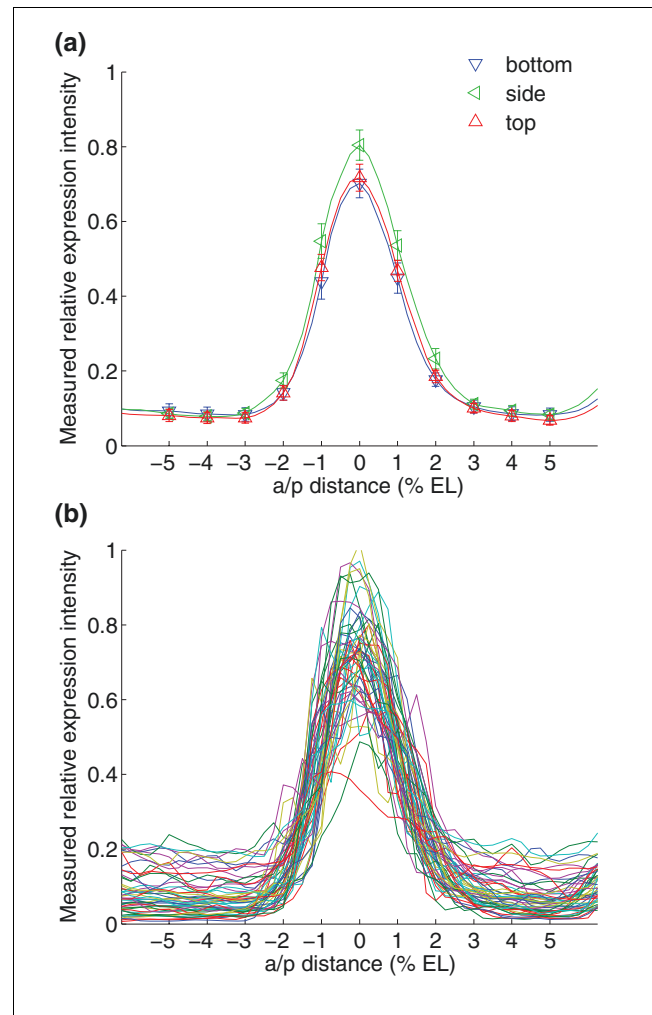 (a)
Measured relative expression intensity
1
0.8
0.6
0.4
0.2
0
bottom
side
top
−5 −4 −3 −2 −1 0 1 2 3 4 5
a/p distance (% EL)
(b)
Measured relative expression intensity
1
0.8
0.6
0.4
0.2
0
−5 −4 −3 −2 −1 0 1 2 3 4 5
a/p distance (% EL)